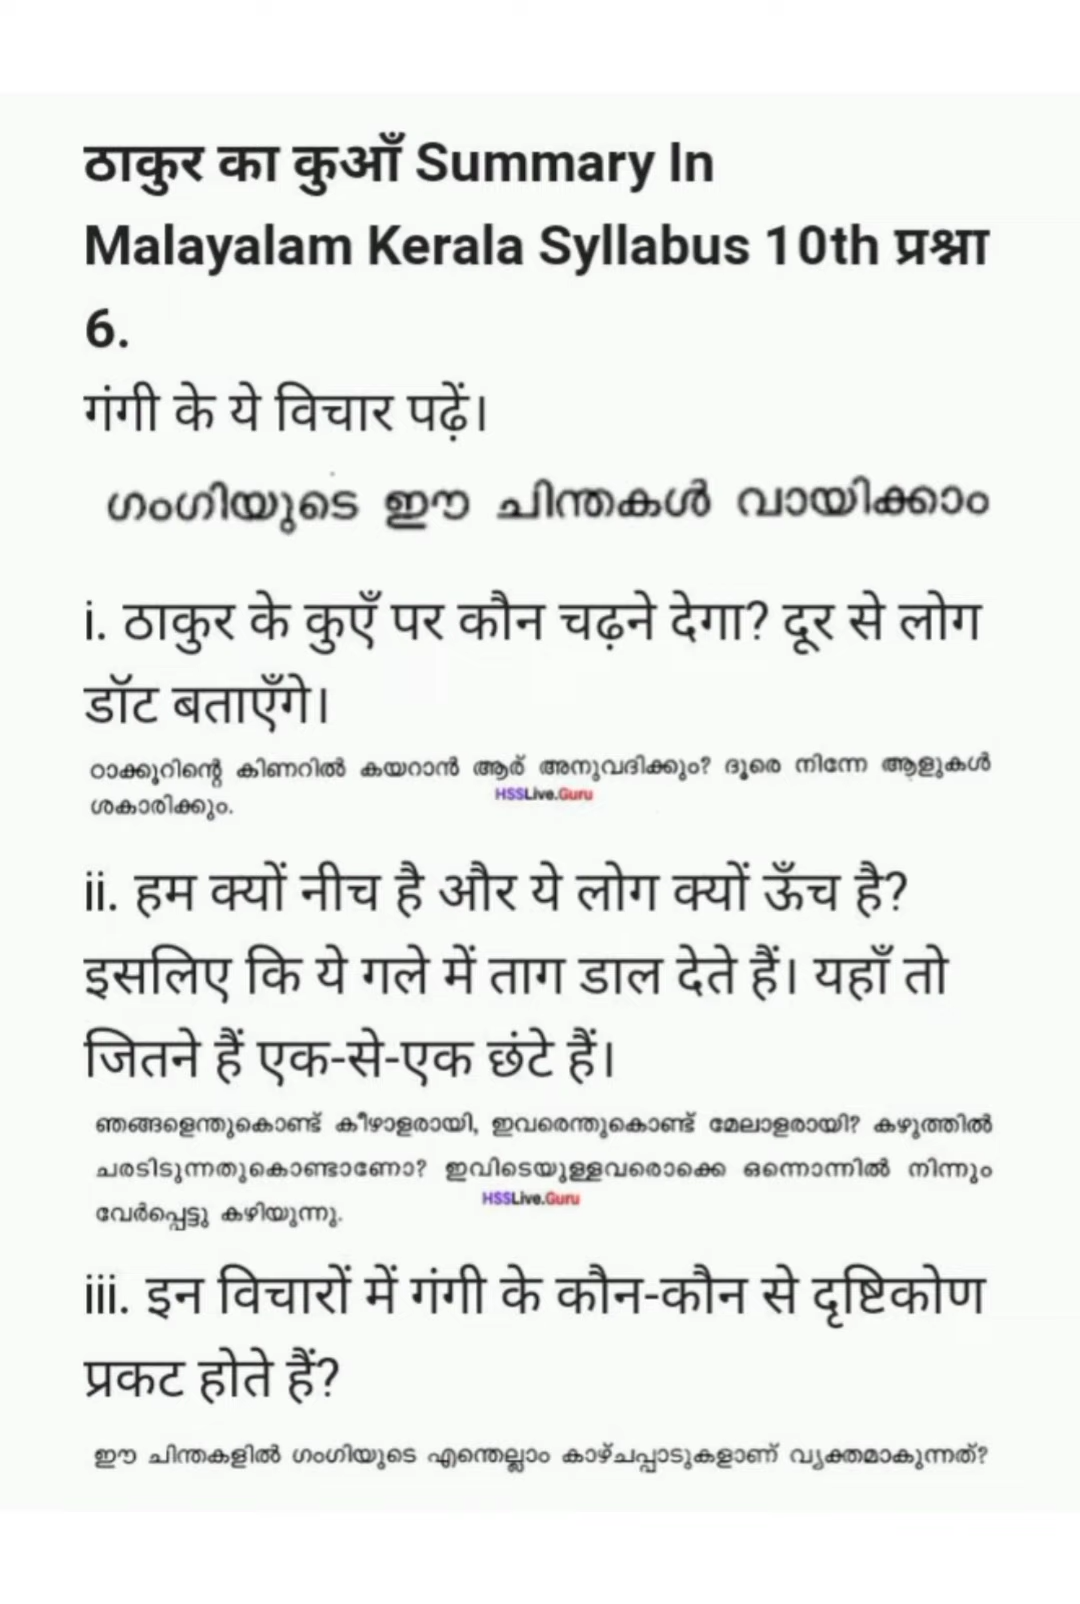 ठाकुर का कुआँ Summary In
Malayalam Kerala Syllabus 10th प्रश्ना
6.
गंगी के ये विचार पढ़ें।
ഗംഗിയുടെ ഈ ചിന്തകൾ വായിക്കാം
i. ठाकुर के कुएँ पर कौन चढ़ने देगा? दूर से लोग
डॉट बताएँगे।
ഠാക്കൂറിന്റെ കിണറിൽ കയറാൻ ആര് അനുവദിക്കും? ദൂരെ നിന്നേ ആളുകൾ
HSSLive.Guru
ശകാരിക്കും.
ii. हम क्यों नीच है और ये लोग क्यों ऊँच है?
इसलिए कि ये गले में ताग डाल देते हैं। यहाँ तो
जितने हैं एक-से-एक छंटे हैं।
ഞങ്ങളെന്തുകൊണ്ട് കീഴാളരായി, ഇവരെന്തുകൊണ്ട് മേലാളരായി? കഴുത്തിൽ
ചരടിടുന്നതുകൊണ്ടാണോ? ഇവിടെയുള്ളവരൊക്കെ ഒന്നൊന്നിൽ നിന്നും
HSSLive.Guru
വേർപ്പെട്ടു കഴിയുന്നു.
iii. इन विचारों में गंगी के कौन-कौन से दृष्टिकोण
प्रकट होते हैं?
ഈ ചിന്തകളിൽ ഗംഗിയുടെ എന്തെല്ലാം കാഴ്ചപ്പാടുകളാണ് വ്യക്തമാകുന്നത്?